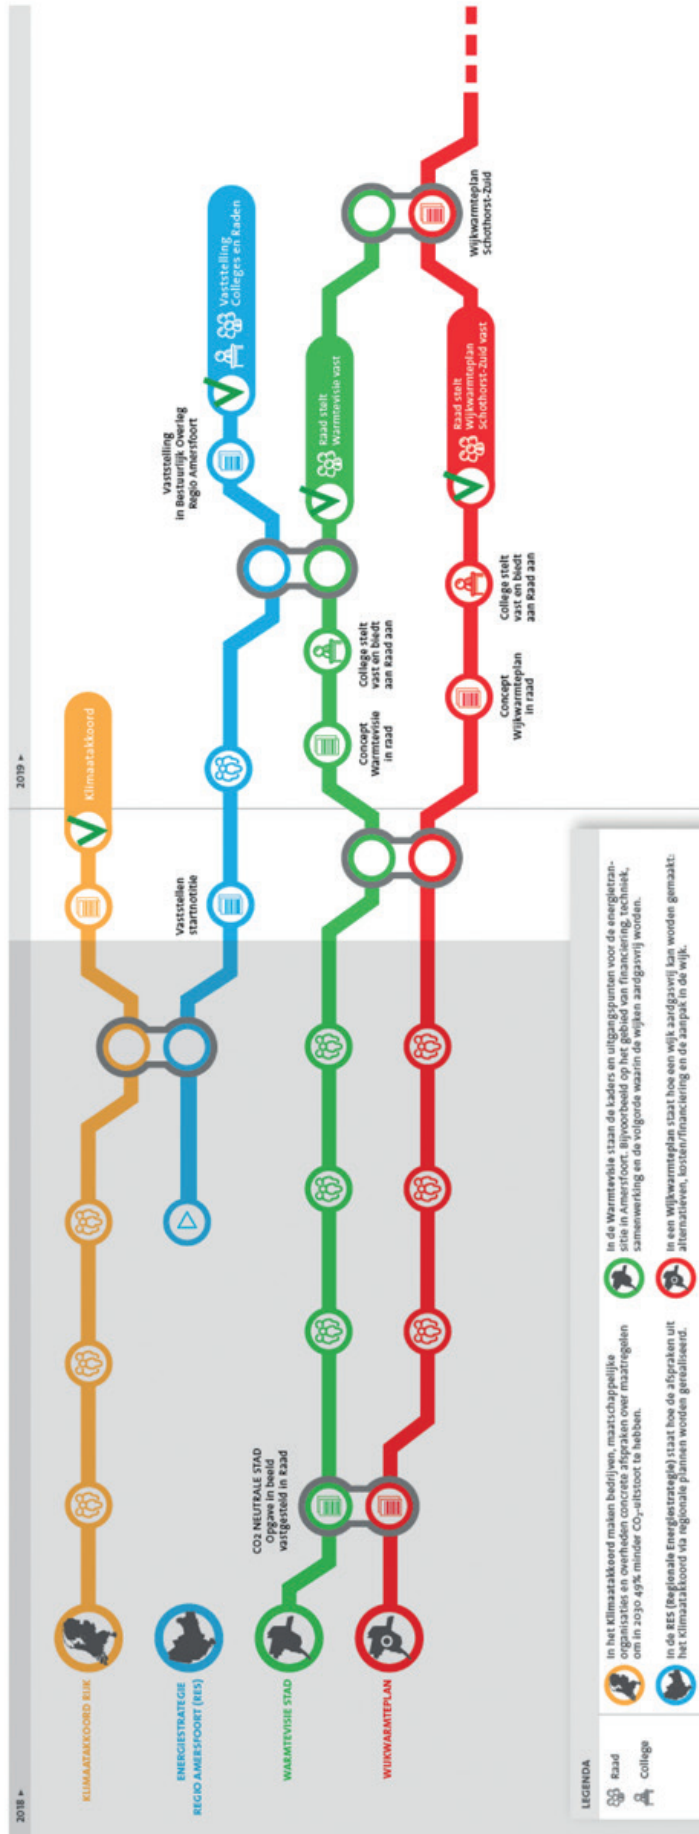 2018 ▸
2019 ▸
KLIMAATAKKOORD RIJK
Klimaatakkoord
ENERGIESTRATEGIE
REGIO AMERSFOORT (RES)
Vaststellen
startnotitie
Vaststelling
in Bestuurlijk Overleg
Regio Amersfoort
Vaststelling
Colleges en Raden
WARMTEVISIE STAD
CO2 NEUTRALE STAD
Opgave in beeld
vastgesteld in Raad
Concept
Warmtevisie
in raad
College stelt
vast en biedt
aan Raad aan
Raad stelt
Warmtevisie vast
WIJKWARMTEPLAN
Concept
Wijkwarmteplan
in raad
College stelt
vast en biedt
aan Raad aan
Raad stelt
Wijkwarmteplan
Schothorst-Zuid vast
Wijkwarmteplan
Schothorst-Zuid
LEGENDA
Raad
College
In het Klimaatakkoord maken bedrijven, maatschappelijke
organisaties en overheden concrete afspraken over maatregelen
om in 2030 49% minder CO₂-uitstoot te hebben.
In de RES (Regionale Energiestrategie) staat hoe de afspraken uit
het Klimaatakkoord via regionale plannen worden gerealiseerd.
In de Warmtevisie staan de kaders en uitgangspunten voor de energietran-
sitie in Amersfoort. Bijvoorbeeld op het gebied van financiering, techniek,
samenwerking en de volgorde waarin de wijken aardgasvrij worden.
In een Wijkwarmteplan staat hoe een wijk aardgasvrij kan worden gemaakt:
alternatieven, kosten/financiering en de aanpak in de wijk.